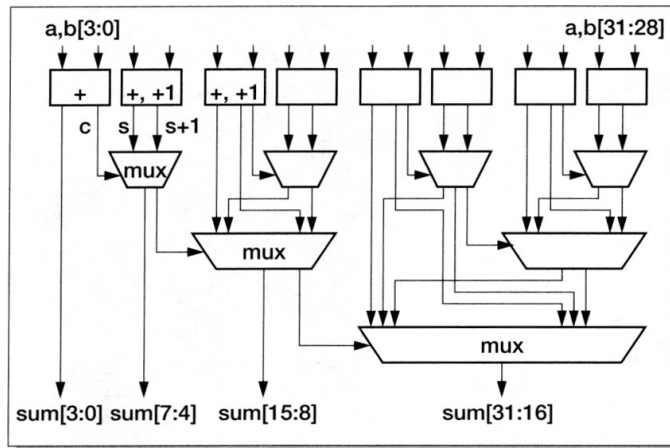 a,b[3:0] a,b[31:28]
+ +, +1 +, +1
c s s+1
mux
mux
mux
sum[3:0] sum[7:4] sum[15:8] sum[31:16]